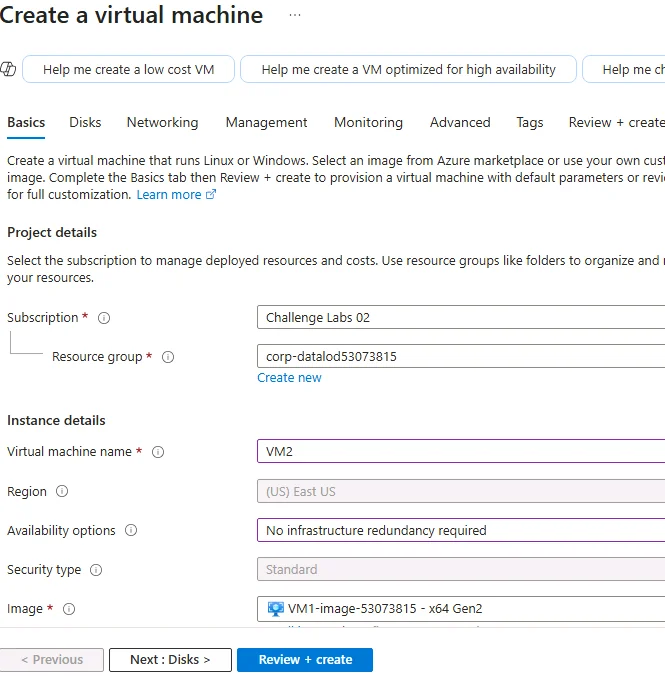 Create a virtual machine ...
Help me create a low cost VM
Help me create a VM optimized for high availability
Help me
Basics Disks Networking Management Monitoring Advanced Tags Review + create
Create a virtual machine that runs Linux or Windows. Select an image from Azure marketplace or use your own
image. Complete the Basics tab then Review + create to provision a virtual machine with default parameters or
for full customization. Learn more
Project details
Select the subscription to manage deployed resources and costs. Use resource groups like folders to organize and
your resources.
Subscription *
Challenge Labs 02
Resource group *
corp-datalod53073815
Create new
Instance details
Virtual machine name *
VM2
Region
(US) East US
Availability options
No infrastructure redundancy required
Security type
Standard
Image *
VM1-image-53073815 - x64 Gen2
< Previous
Next : Disks >
Review + create